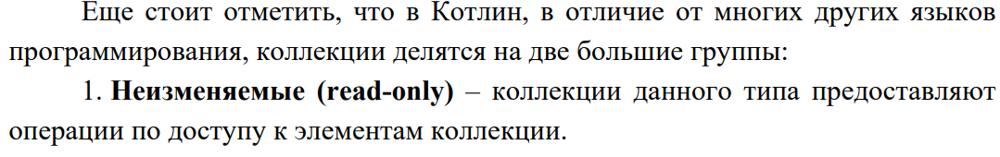 Еще стоит отметить, что в Котлин, в отличие от многих других языков
программирования, коллекции делятся на две большие группы:
1. Неизменяемые (read-only) – коллекции данного типа предоставляют
операции по доступу к элементам коллекции.